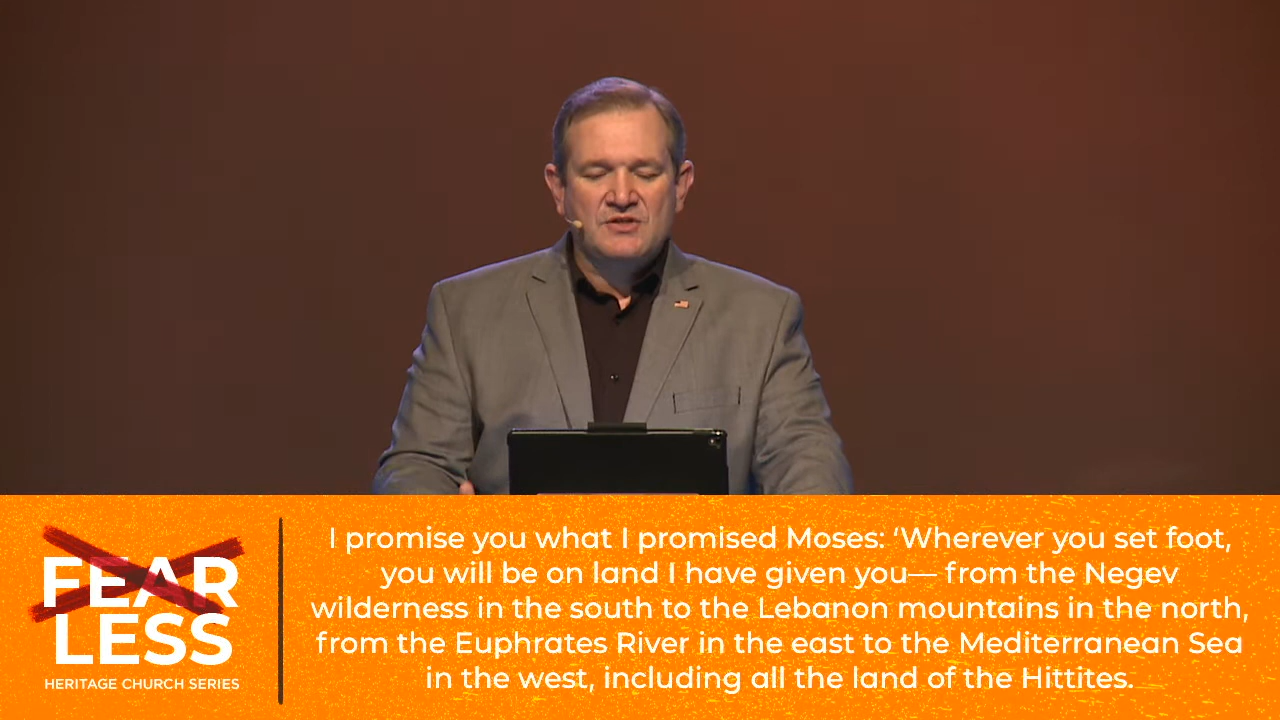 FEAR
LESS
HERITAGE CHURCH SERIES
I promise you what I promised Moses: ‘Wherever you set foot,
you will be on land I have given you— from the Negev
wilderness in the south to the Lebanon mountains in the north,
from the Euphrates River in the east to the Mediterranean Sea
in the west, including all the land of the Hittites.